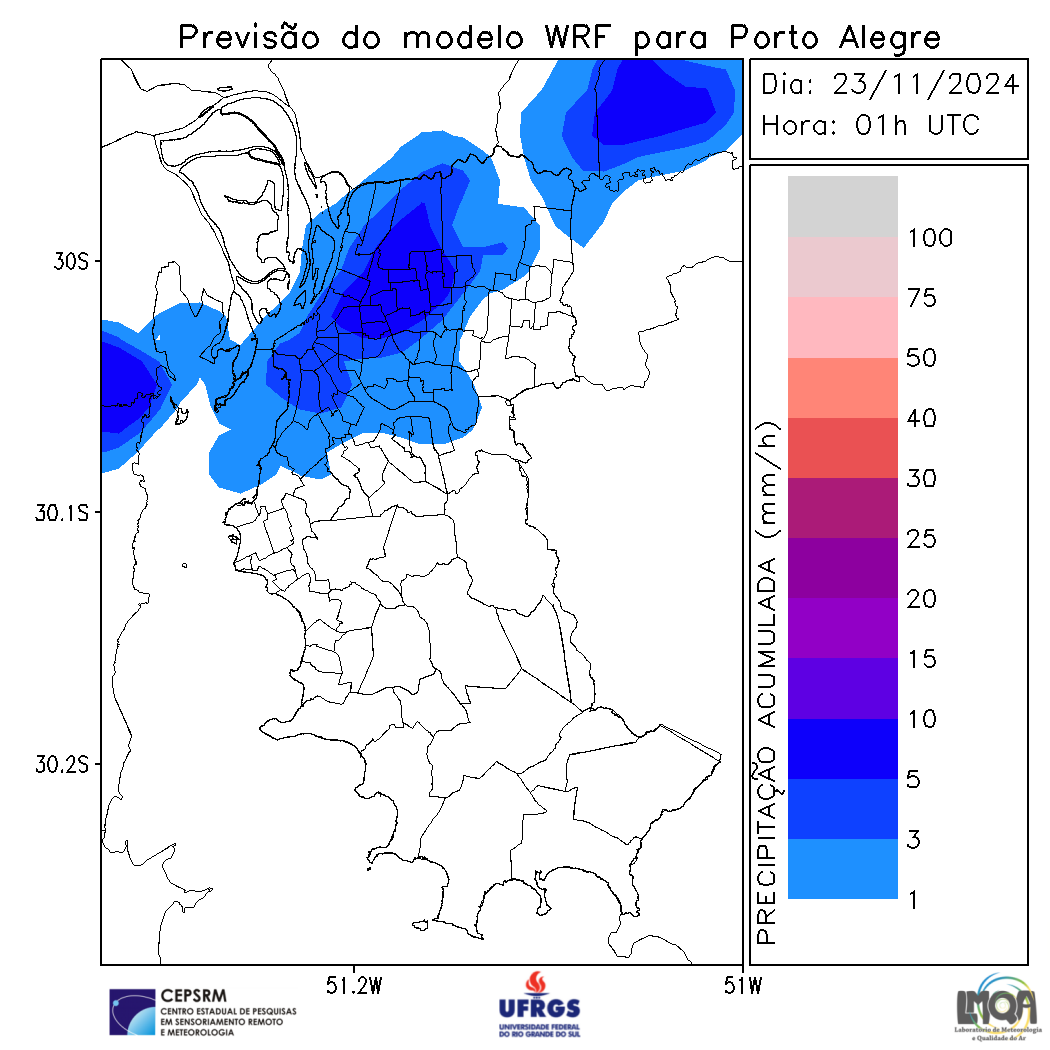 Previsão do modelo WRF para Porto Alegre
Dia: 23/11/2024
Hora: 01h UTC
30S
30.1S
30.2S
51.2W
51W
PRECIPITAÇÃO ACUMULADA (mm/h)
100
75
50
40
30
25
20
15
10
5
3
1
CEPSRM
CENTRO ESTADUAL DE PESQUISAS
EM SENSORIAMENTO REMOTO
E METEOROLOGIA
UFRGS
UNIVERSIDADE FEDERAL
DO RIO GRANDE DO SUL
LMQA
Laboratório de Meteorologia
e Qualidade do Ar